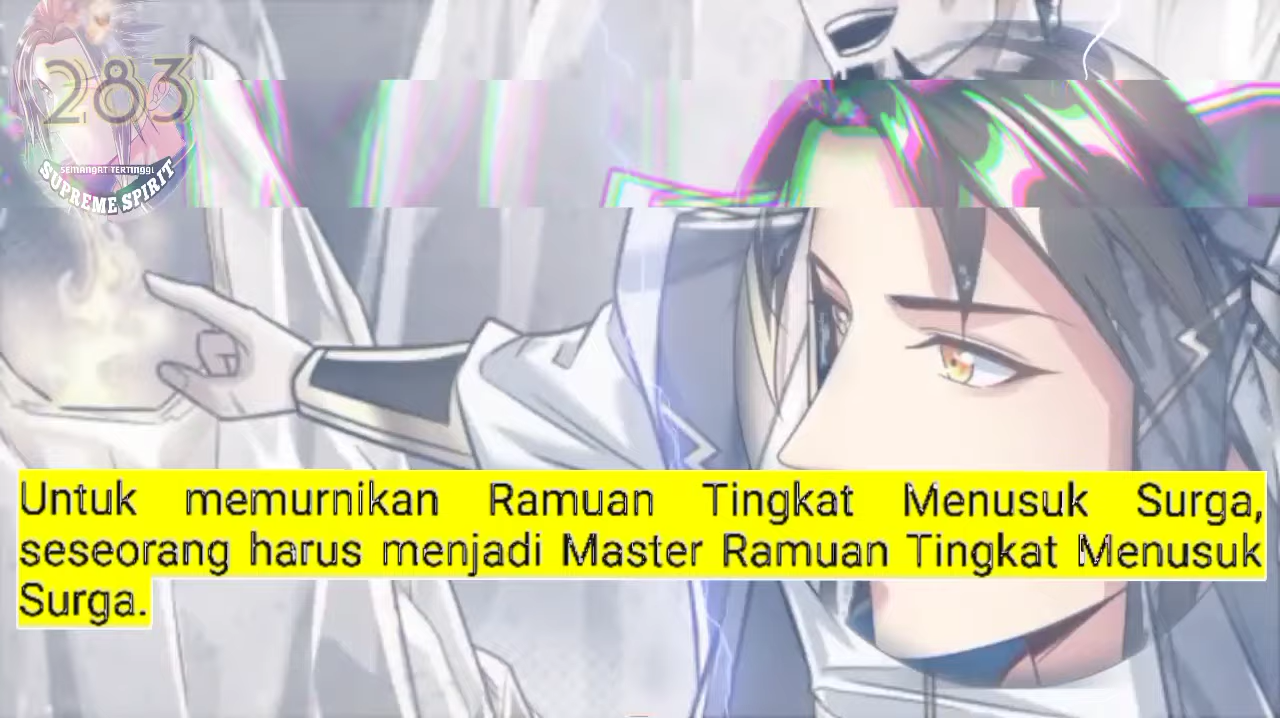 283
SEMANGAT TERTINGGI
SUPREME SPIRIT
Untuk memurnikan Ramuan Tingkat Menusuk Surga,
seseorang harus menjadi Master Ramuan Tingkat Menusuk
Surga.